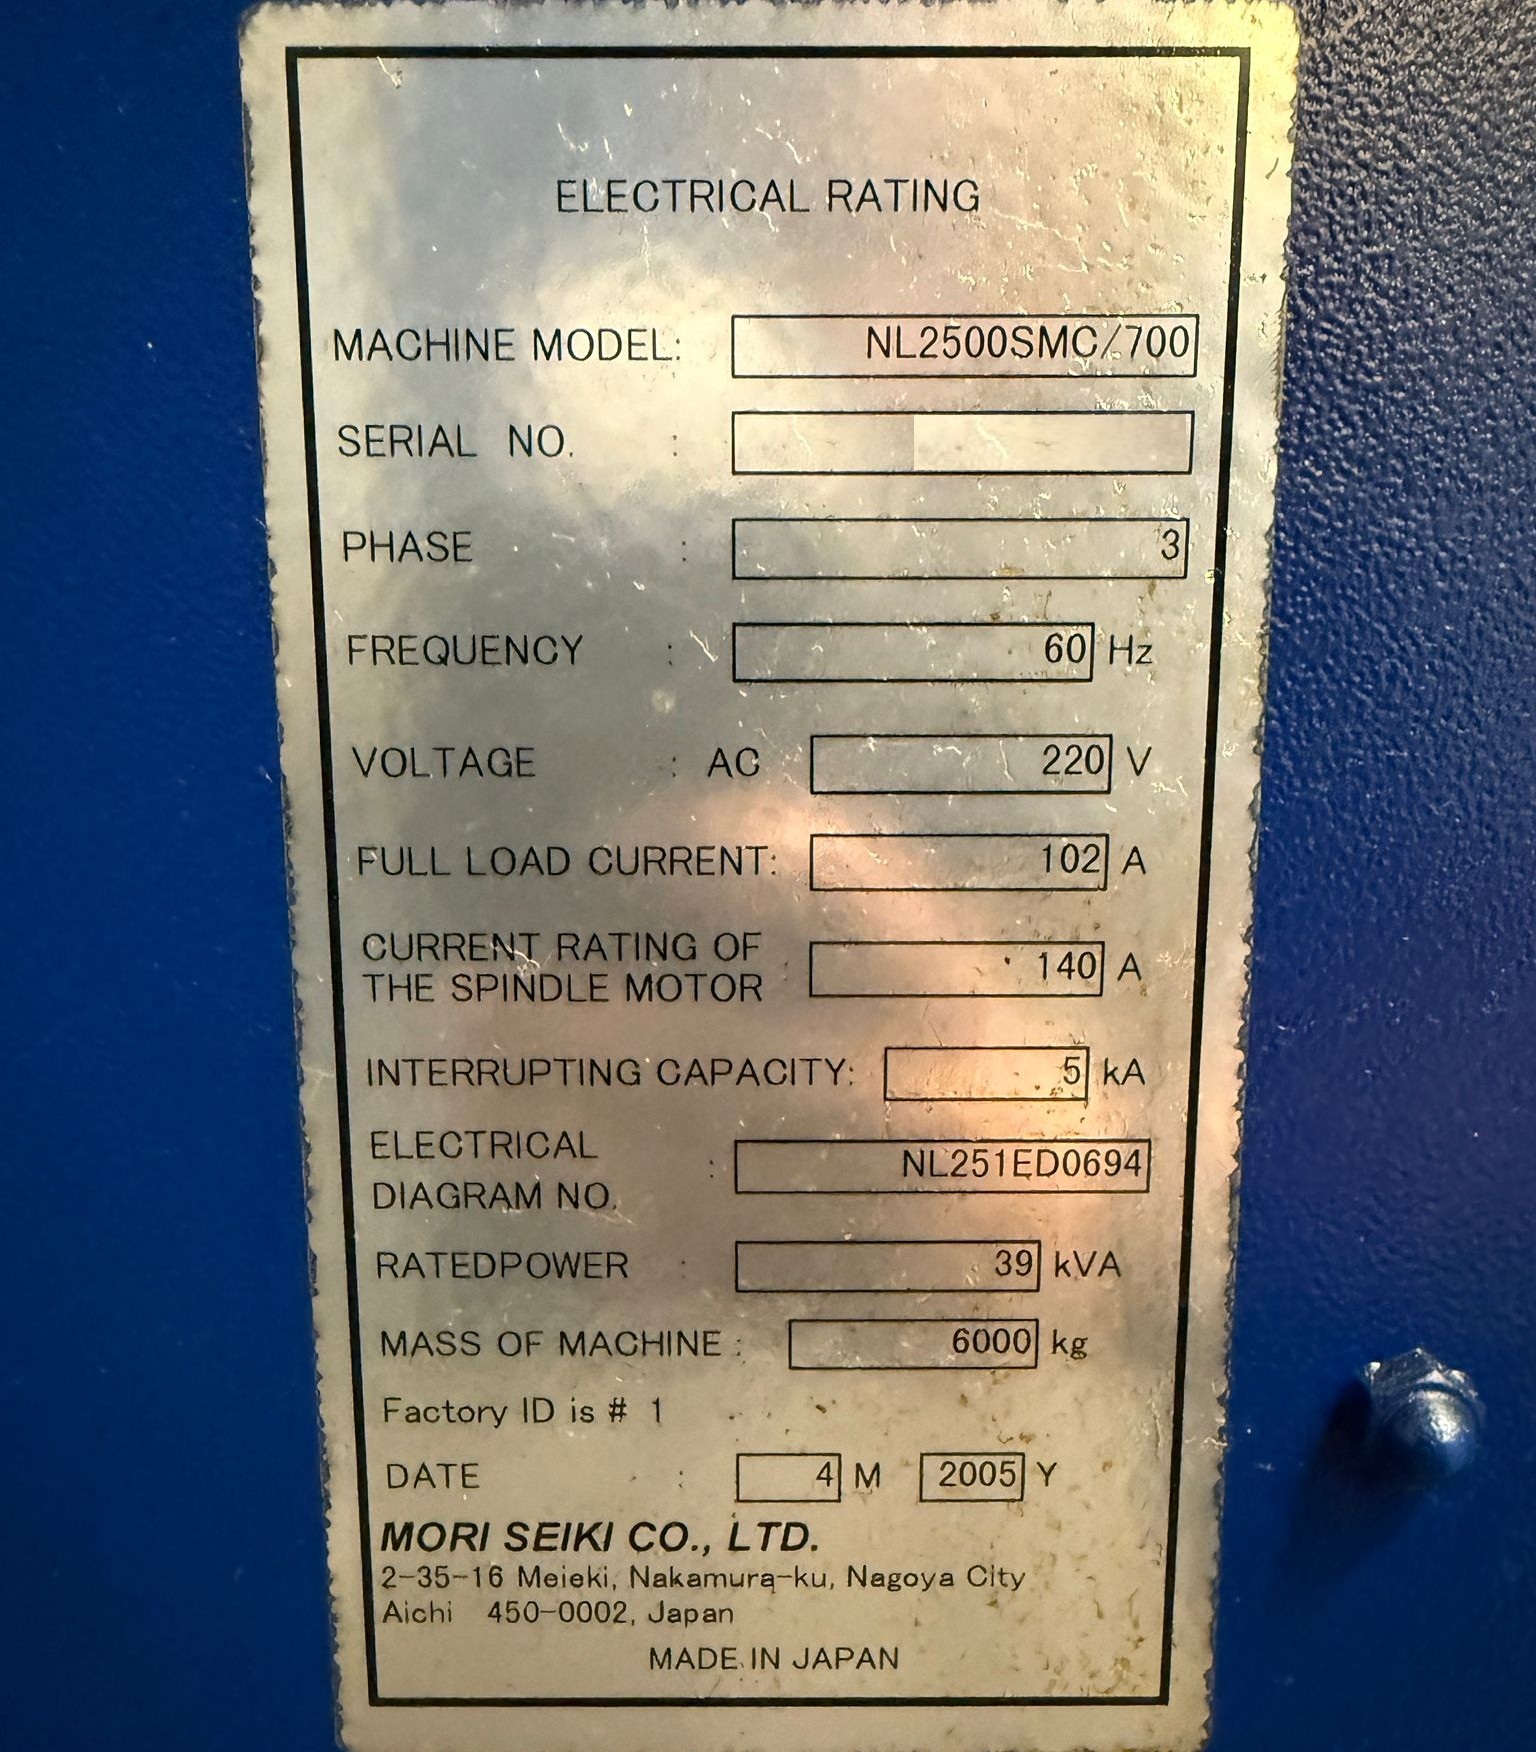 ELECTRICAL RATING
MACHINE MODEL: NL2500SMC/700
SERIAL NO. :
PHASE : 3
FREQUENCY : 60 Hz
VOLTAGE : AC 220 V
FULL LOAD CURRENT: 102 A
CURRENT RATING OF
THE SPINDLE MOTOR : 140 A
INTERRUPTING CAPACITY: 5 kA
ELECTRICAL
DIAGRAM NO. : NL251ED0694
RATEDPOWER : 39 kVA
MASS OF MACHINE : 6000 kg
Factory ID is # 1
DATE : 4 M 2005 Y
MORI SEIKI CO., LTD.
2-35-16 Meieki, Nakamura-ku, Nagoya City
Aichi 450-0002, Japan
MADE IN JAPAN